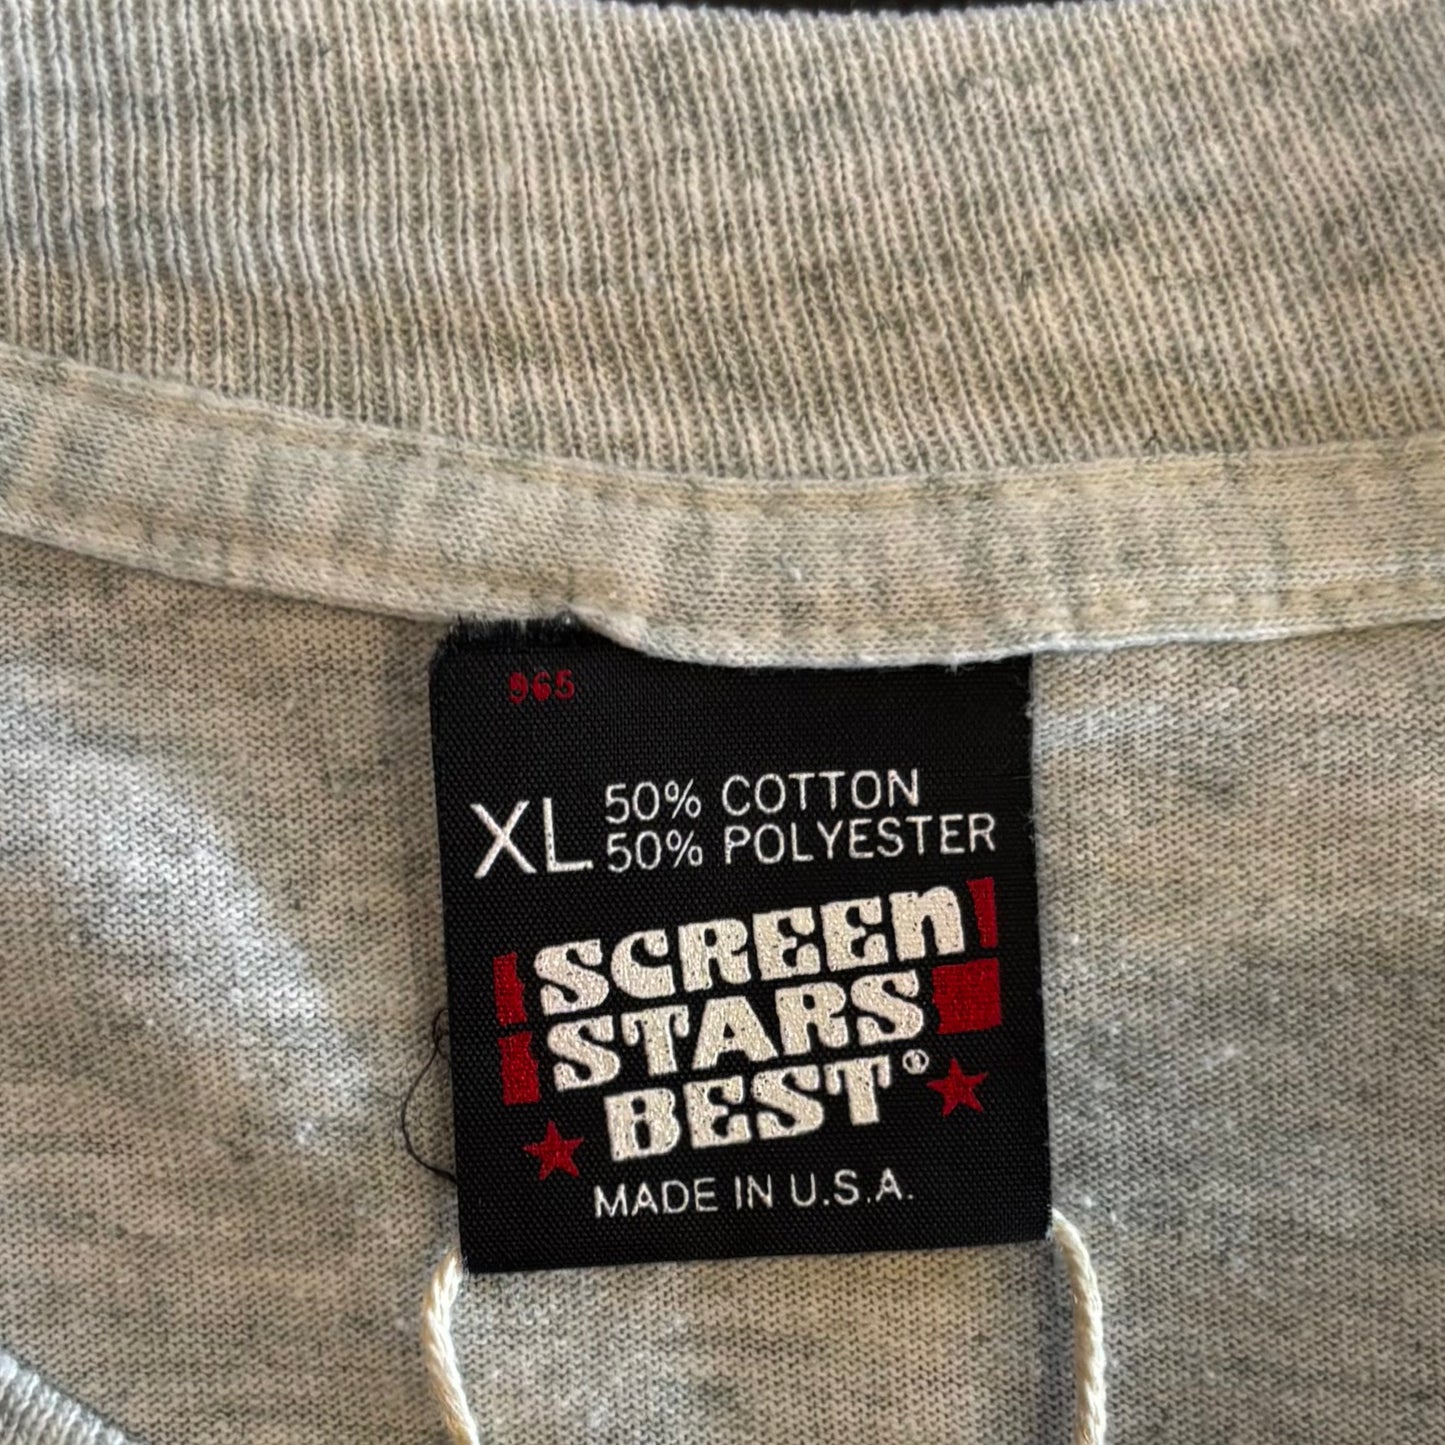 965
XL 50% COTTON
50% POLYESTER
SCREEN
STARS
BEST®
MADE IN U.S.A.